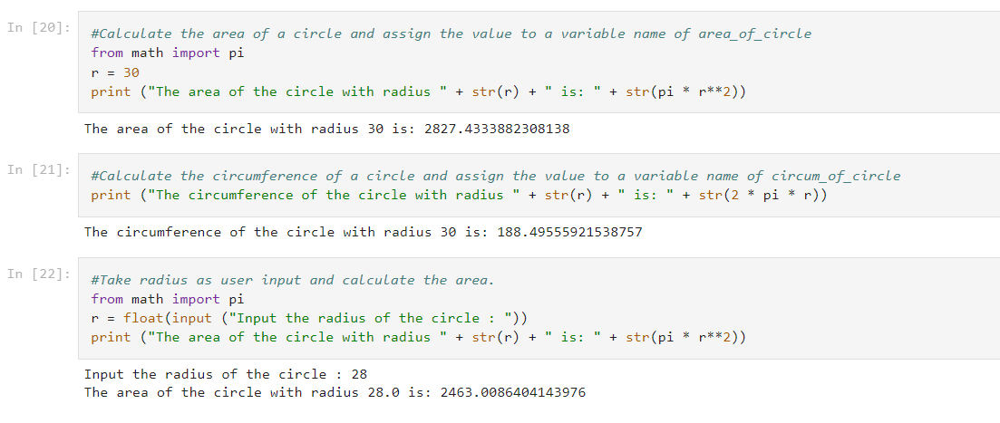 In [20]:
#Calculate the area of a circle and assign the value to a variable name of area_of_circle
from math import pi
r = 30
print ("The area of the circle with radius " + str(r) + " is: " + str(pi * r**2))
The area of the circle with radius 30 is: 2827.4333882308138
In [21]:
#Calculate the circumference of a circle and assign the value to a variable name of circum_of_circle
print ("The circumference of the circle with radius " + str(r) + " is: " + str(2 * pi * r))
The circumference of the circle with radius 30 is: 188.49555921538757
In [22]:
#Take radius as user input and calculate the area.
from math import pi
r = float(input ("Input the radius of the circle : "))
print ("The area of the circle with radius " + str(r) + " is: " + str(pi * r**2))
Input the radius of the circle : 28
The area of the circle with radius 28.0 is: 2463.0086404143976